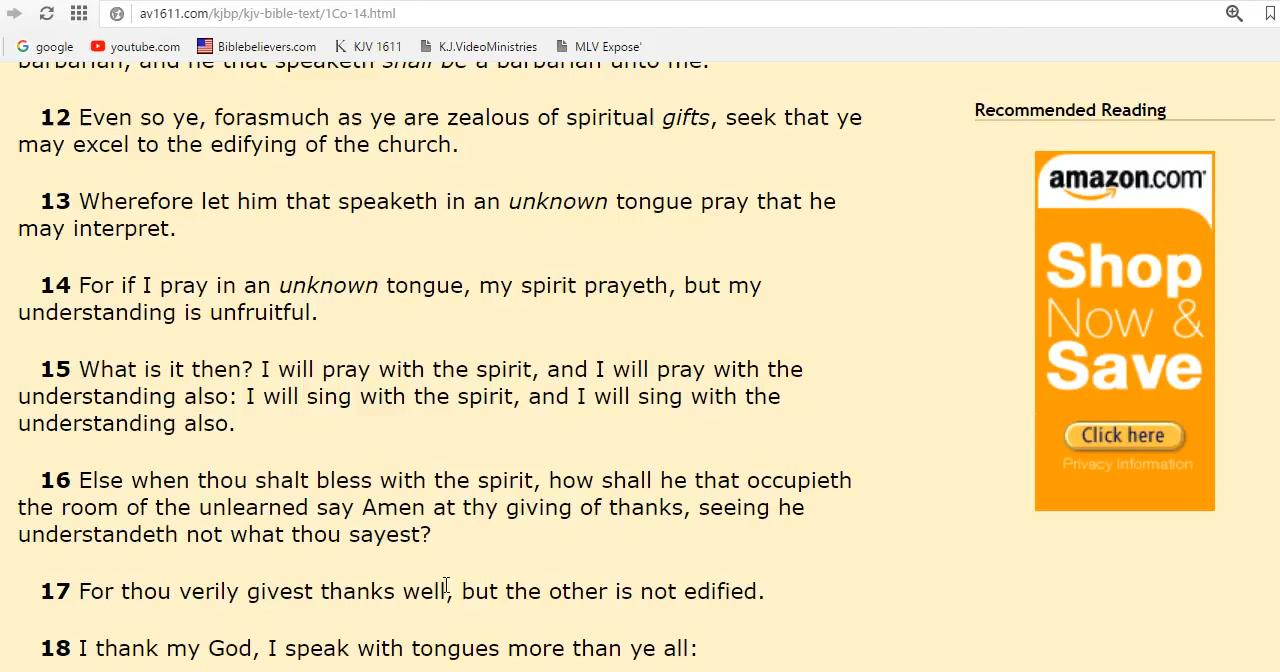 av1611.com/kjbp/kjv-bible-text/1Co-14.html
google youtube.com Biblebelievers.com KJV 1611 K.J.VideoMinistries MLV Expose'
barbarian, and he that speaketh shall be a barbarian unto me.
12 Even so ye, forasmuch as ye are zealous of spiritual gifts, seek that ye
may excel to the edifying of the church.
13 Wherefore let him that speaketh in an unknown tongue pray that he
may interpret.
14 For if I pray in an unknown tongue, my spirit prayeth, but my
understanding is unfruitful.
15 What is it then? I will pray with the spirit, and I will pray with the
understanding also: I will sing with the spirit, and I will sing with the
understanding also.
16 Else when thou shalt bless with the spirit, how shall he that occupieth
the room of the unlearned say Amen at thy giving of thanks, seeing he
understandeth not what thou sayest?
17 For thou verily givest thanks well, but the other is not edified.
18 I thank my God, I speak with tongues more than ye all:
Recommended Reading
amazon.com
Shop
Now &
Save
Click here
Privacy Information